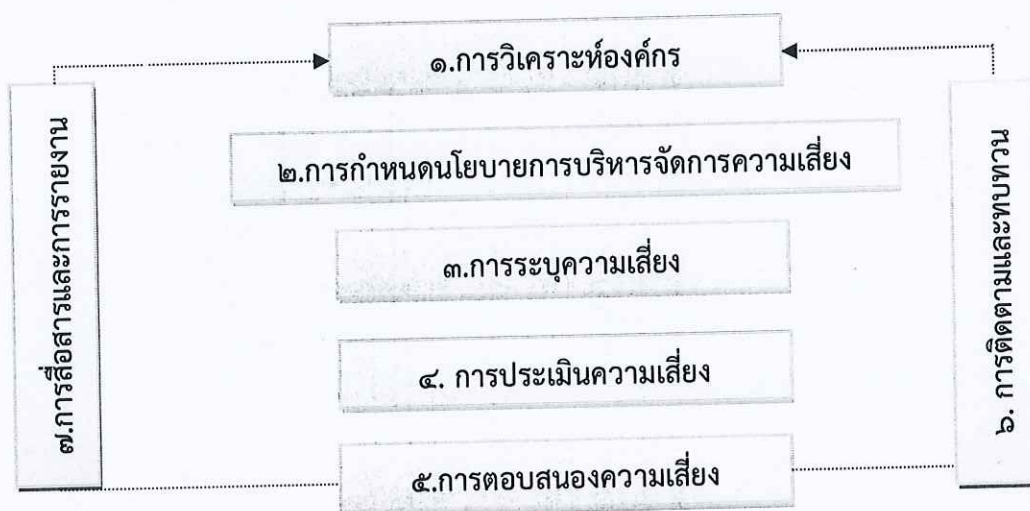 ๑.การวิเคราะห์องค์กร
๒.การกำหนดนโยบายการบริหารจัดการความเสี่ยง
๓.การระบุความเสี่ยง
๔. การประเมินความเสี่ยง
๕.การตอบสนองความเสี่ยง
๖. การติดตามและทบทวน
๗.การสื่อสารและการรายงาน